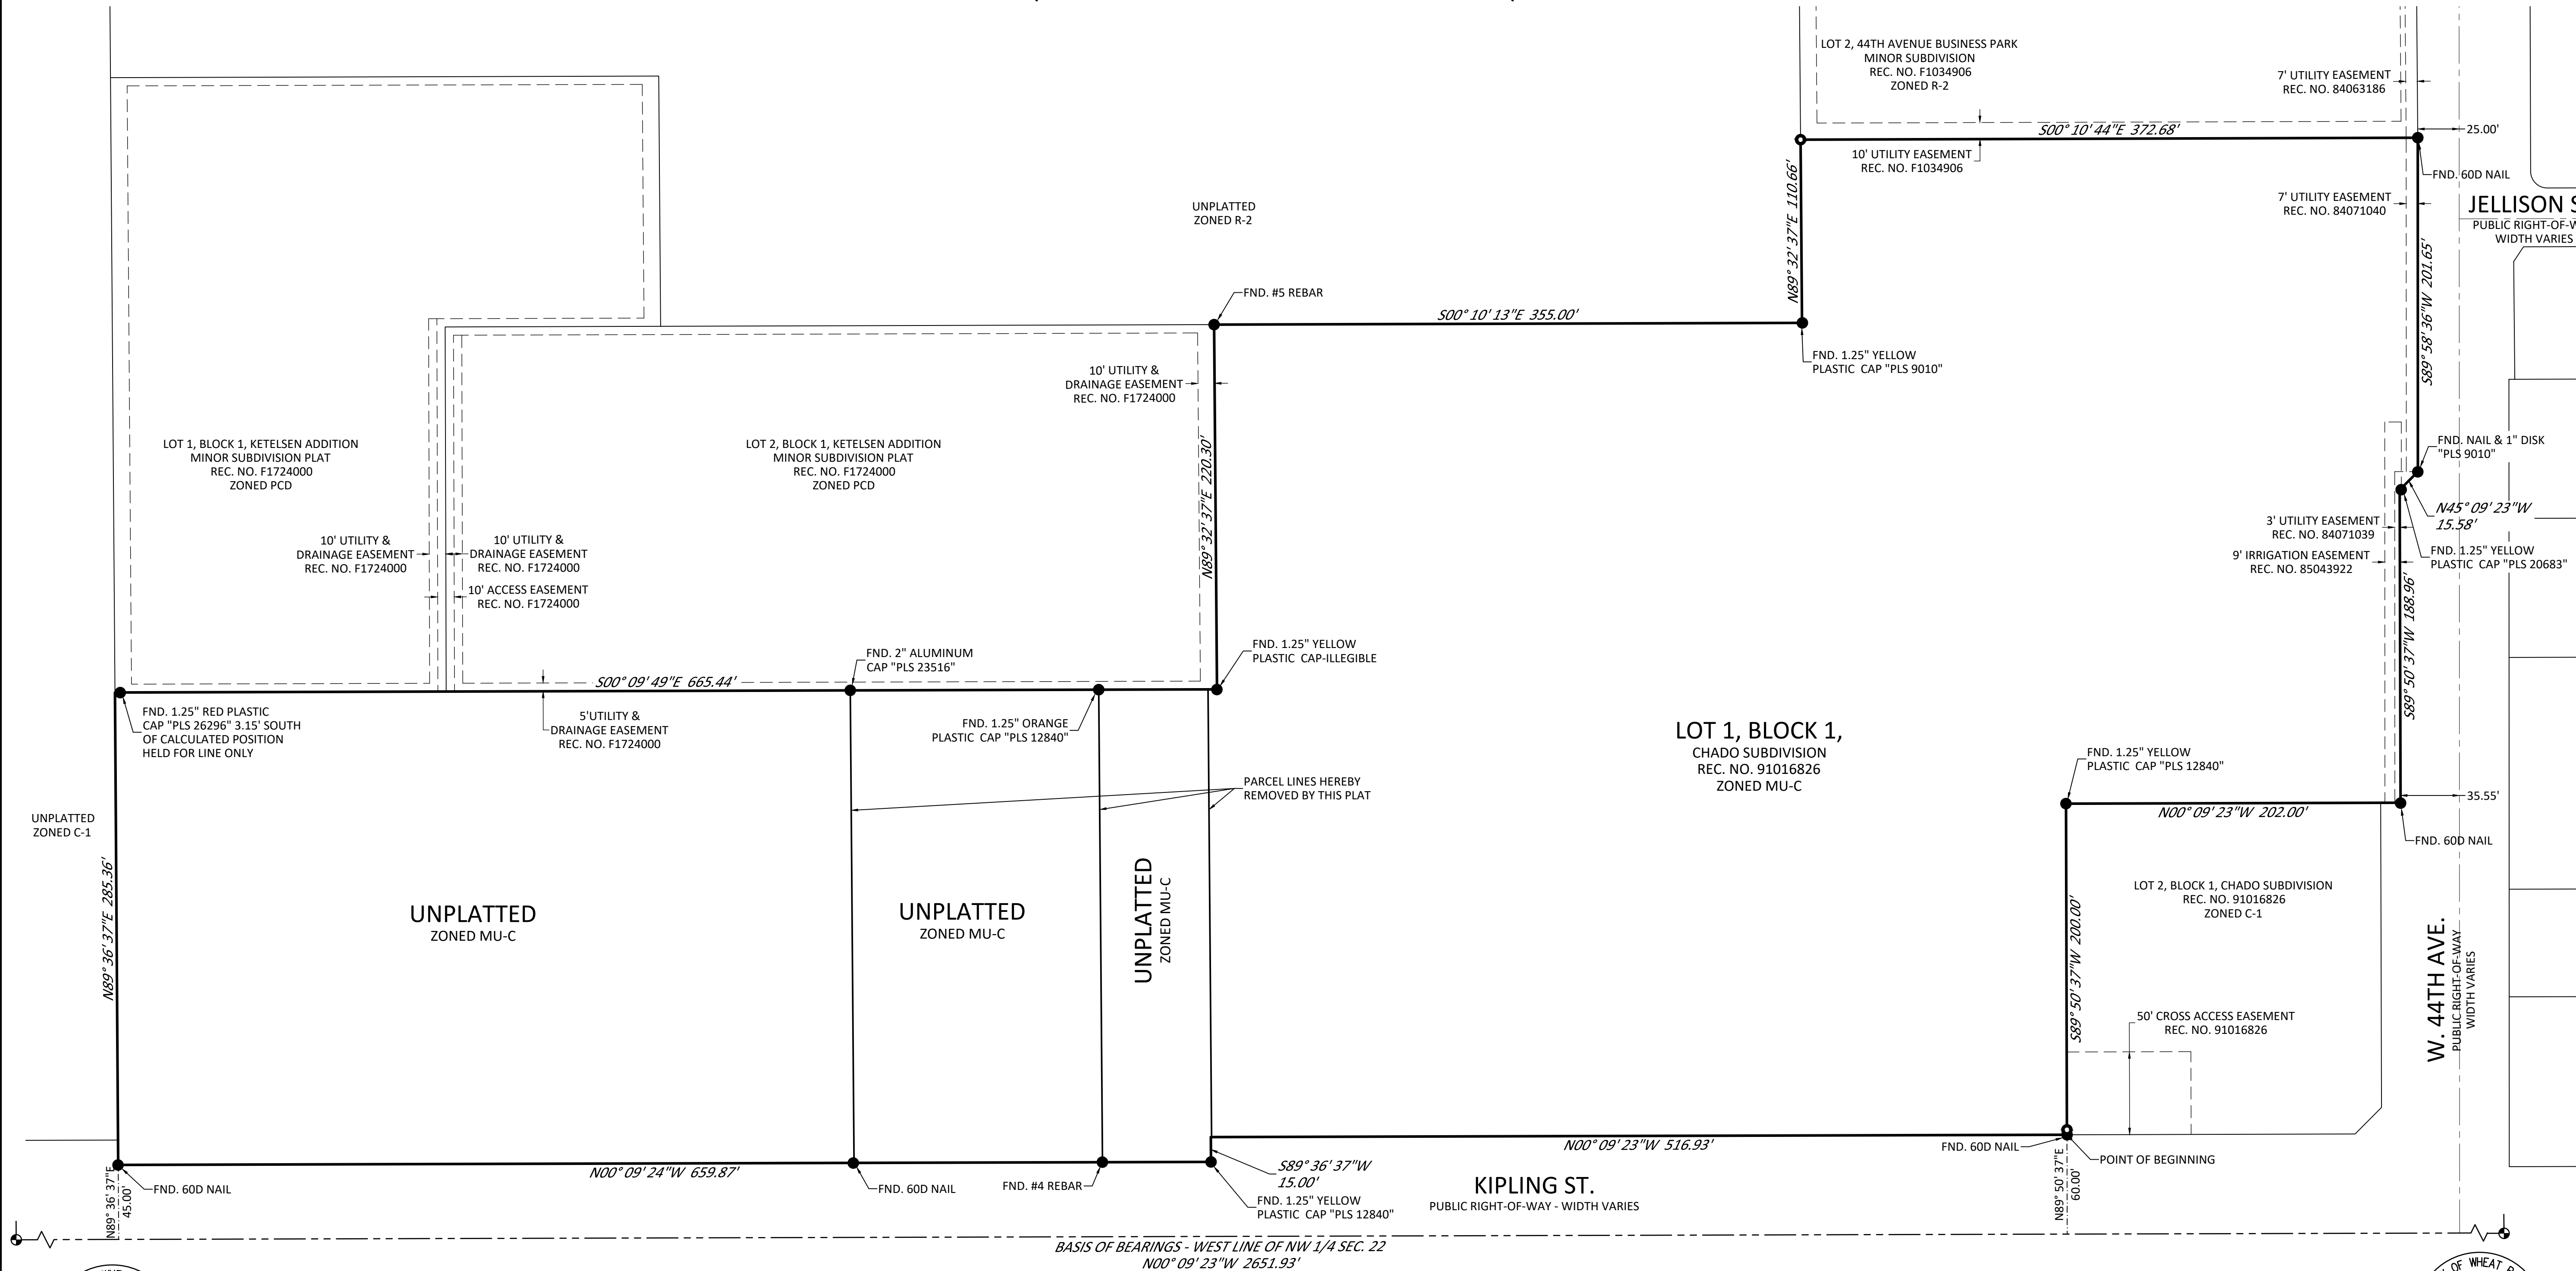 LOT 2, 44TH AVENUE BUSINESS PARK
MINOR SUBDIVISION
REC. NO. F1034906
ZONED R-2
7' UTILITY EASEMENT
REC. NO. 84063186
25.00'
S00° 10' 44"E 372.68'
10' UTILITY EASEMENT
REC. NO. F1034906
FND. 60D NAIL
N89° 32' 37"E 110.66'
7' UTILITY EASEMENT
REC. NO. 84071040
JELLISON S
PUBLIC RIGHT-OF-W
WIDTH VARIES
UNPLATTED
ZONED R-2
S89° 58' 36"W 201.65'
FND. #5 REBAR
S00° 10' 13"E 355.00'
FND. 1.25" YELLOW
PLASTIC CAP "PLS 9010"
10' UTILITY &
DRAINAGE EASEMENT
REC. NO. F1724000
LOT 1, BLOCK 1, KETELSEN ADDITION
MINOR SUBDIVISION PLAT
REC. NO. F1724000
ZONED PCD
LOT 2, BLOCK 1, KETELSEN ADDITION
MINOR SUBDIVISION PLAT
REC. NO. F1724000
ZONED PCD
N89° 32' 37"E 220.30'
FND. NAIL & 1" DISK
"PLS 9010"
N45° 09' 23"W
15.58'
3' UTILITY EASEMENT
REC. NO. 84071039
9' IRRIGATION EASEMENT
REC. NO. 85043922
FND. 1.25" YELLOW
PLASTIC CAP "PLS 20683"
10' UTILITY &
DRAINAGE EASEMENT
REC. NO. F1724000
10' UTILITY &
DRAINAGE EASEMENT
REC. NO. F1724000
10' ACCESS EASEMENT
REC. NO. F1724000
S89° 50' 37"W 188.96'
FND. 2" ALUMINUM
CAP "PLS 23516"
FND. 1.25" YELLOW
PLASTIC CAP-ILLEGIBLE
S00° 09' 49"E 665.44'
FND. 1.25" RED PLASTIC
CAP "PLS 26296" 3.15' SOUTH
OF CALCULATED POSITION
HELD FOR LINE ONLY
5'UTILITY &
DRAINAGE EASEMENT
REC. NO. F1724000
FND. 1.25" ORANGE
PLASTIC CAP "PLS 12840"
LOT 1, BLOCK 1,
CHADO SUBDIVISION
REC. NO. 91016826
ZONED MU-C
FND. 1.25" YELLOW
PLASTIC CAP "PLS 12840"
PARCEL LINES HEREBY
REMOVED BY THIS PLAT
35.55'
N00° 09' 23"W 202.00'
FND. 60D NAIL
UNPLATTED
ZONED C-1
N89° 36' 37"E 285.36'
UNPLATTED
ZONED MU-C
UNPLATTED
ZONED MU-C
UNPLATTED
ZONED MU-C
LOT 2, BLOCK 1, CHADO SUBDIVISION
REC. NO. 91016826
ZONED C-1
S89° 50' 37"W 200.00'
50' CROSS ACCESS EASEMENT
REC. NO. 91016826
W. 44TH AVE.
PUBLIC RIGHT-OF-WAY
WIDTH VARIES
N00° 09' 23"W 516.93'
FND. 60D NAIL
POINT OF BEGINNING
N00° 09' 24"W 659.87'
S89° 36' 37"W
15.00'
FND. 60D NAIL
FND. 60D NAIL
FND. #4 REBAR
FND. 1.25" YELLOW
PLASTIC CAP "PLS 12840"
KIPLING ST.
PUBLIC RIGHT-OF-WAY - WIDTH VARIES
N89° 36' 37"E
45.00'
N89° 50' 37"E
60.00'
BASIS OF BEARINGS - WEST LINE OF NW 1/4 SEC. 22
N00° 09' 23"W 2651.93'
OF WHEAT